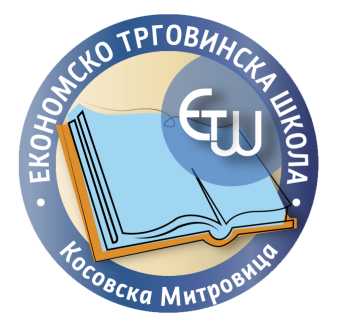 ЕКОНОМСКО ТРГОВИНСКА ШКОЛА
ЕТШ
Косовска Митровица